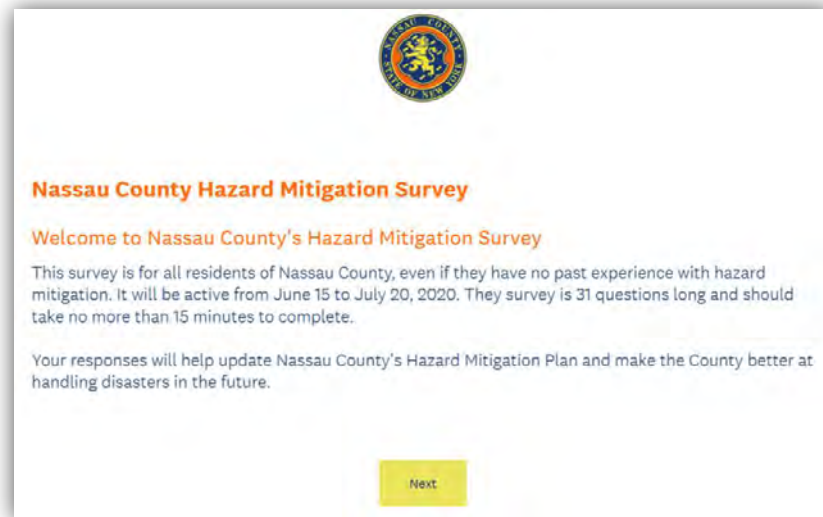 NASSAU COUNTY
STATE OF NEW YORK
Nassau County Hazard Mitigation Survey
Welcome to Nassau County's Hazard Mitigation Survey
This survey is for all residents of Nassau County, even if they have no past experience with hazard
mitigation. It will be active from June 15 to July 20, 2020. They survey is 31 questions long and should
take no more than 15 minutes to complete.
Your responses will help update Nassau County's Hazard Mitigation Plan and make the County better at
handling disasters in the future.
Next